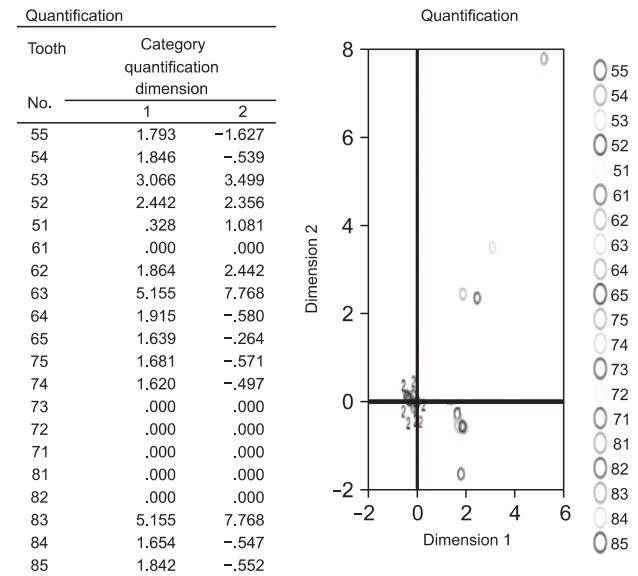 Quantification
Tooth No.
Category quantification dimension
1 2
55 1.793 −1.627
54 1.846 −.539
53 3.066 3.499
52 2.442 2.356
51 .328 1.081
61 .000 .000
62 1.864 2.442
63 5.155 7.768
64 1.915 −.580
65 1.639 −.264
75 1.681 −.571
74 1.620 −.497
73 .000 .000
72 .000 .000
71 .000 .000
81 .000 .000
82 .000 .000
83 5.155 7.768
84 1.654 −.547
85 1.842 −.552
Quantification
Dimension 2
8
6
4
2
0
−2
−2 0 2 4 6
Dimension 1
55
54
53
52
51
61
62
63
64
65
75
74
73
72
71
81
82
83
84
85